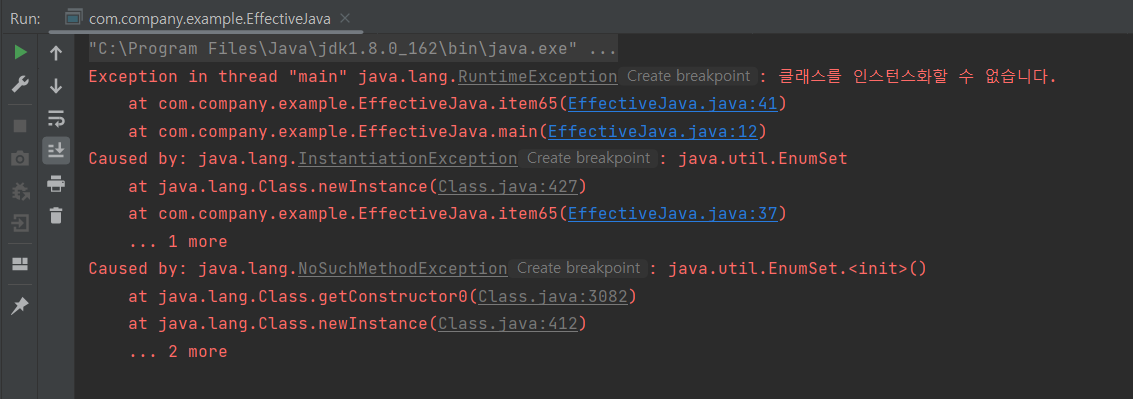 Run: com.company.example.EffectiveJava
"C:\Program Files\Java\jdk1.8.0_162\bin\java.exe" ...
Exception in thread "main" java.lang.RuntimeException Create breakpoint : 클래스를 인스턴스화할 수 없습니다.
at com.company.example.EffectiveJava.item65(EffectiveJava.java:41)
at com.company.example.EffectiveJava.main(EffectiveJava.java:12)
Caused by: java.lang.InstantiationException Create breakpoint : java.util.EnumSet
at java.lang.Class.newInstance(Class.java:427)
at com.company.example.EffectiveJava.item65(EffectiveJava.java:37)
... 1 more
Caused by: java.lang.NoSuchMethodException Create breakpoint : java.util.EnumSet.<init>()
at java.lang.Class.getConstructor0(Class.java:3082)
at java.lang.Class.newInstance(Class.java:412)
... 2 more